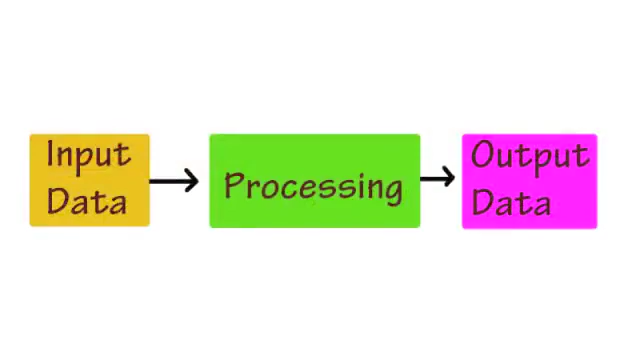 Input
Data
Processing
Output
Data